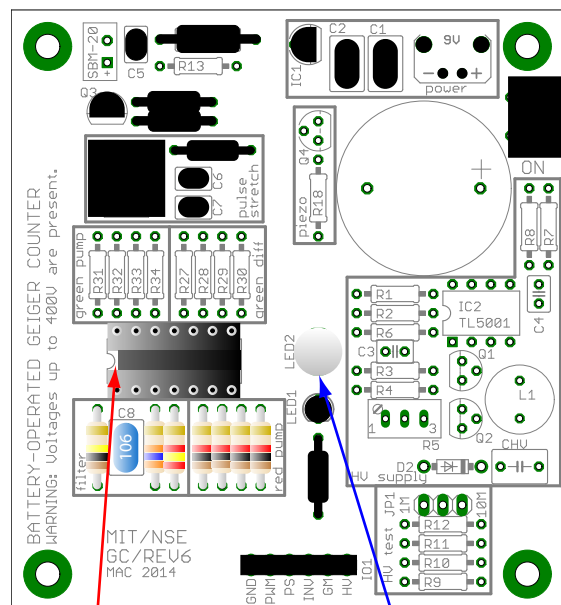 SBM-20
+
C5
R13
Q3
IC1
C2
C1
9V
- +
power
ON
Q4
piezo
R18
C6
C7
pulse
stretch
BATTERY-OPERATED GEIGER COUNTER
WARNING: Voltages up to 400V are present.
green pump
R31
R32
R33
R34
R27
R28
R29
R30
green diff
R8
R7
C4
R1
R2
R6
IC2
TL5001
C3
R3
R4
Q1
LED2
LED1
1
3
R5
Q2
L1
D2
CHV
HV supply
filter
C8
106
red pump
MIT/NSE
GC/REV6
MAC 2014
JP1
1M
10M
HV test
R12
R11
R10
R9
IO1
GND
PWM
PS
INV
GM
HV